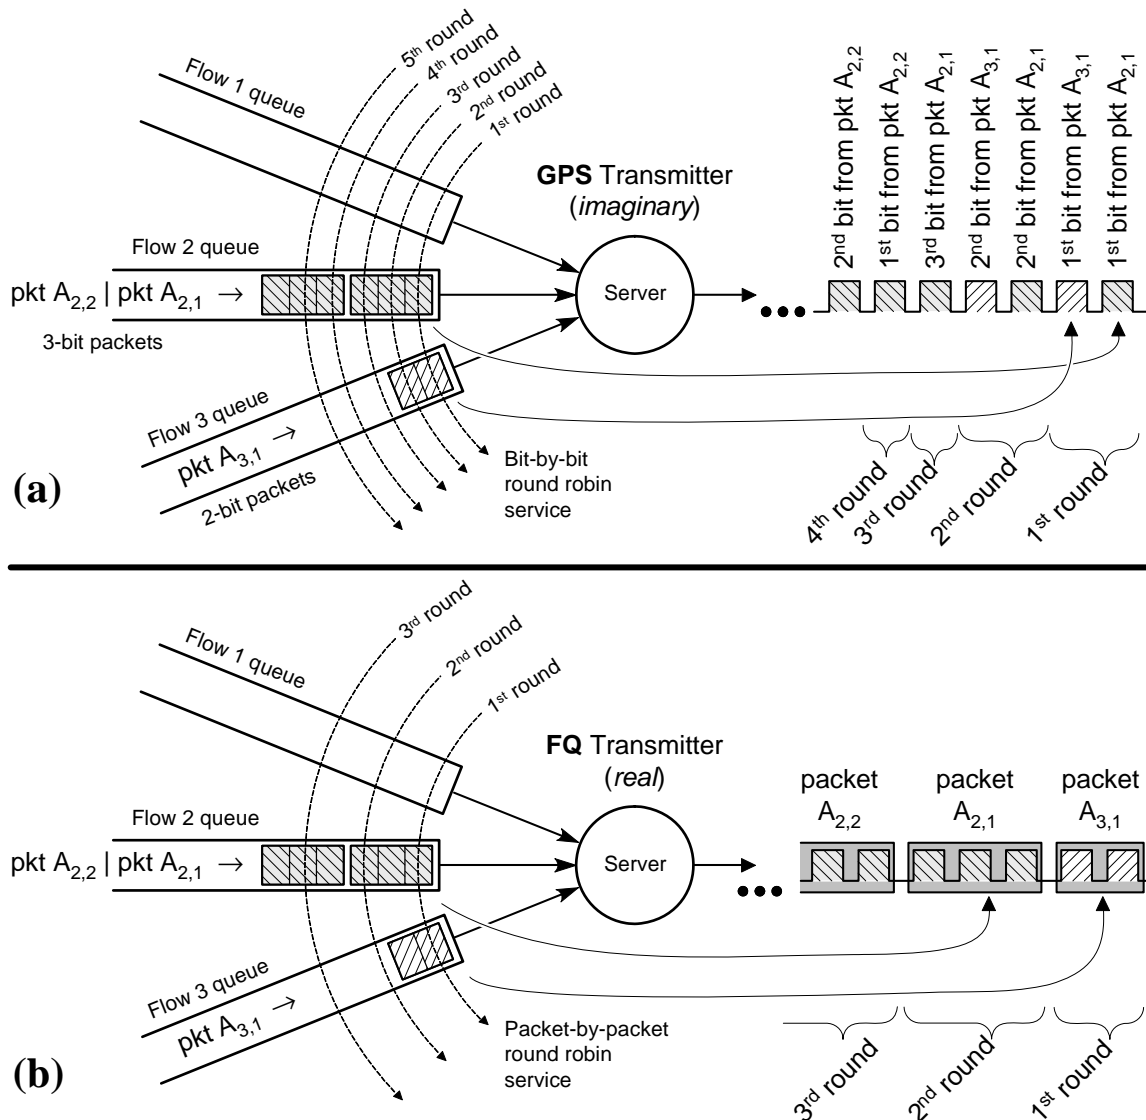 5th round
4th round
3rd round
2nd round
1st round
Flow 1 queue
GPS Transmitter
(imaginary)
Server
Flow 2 queue
pkt A2,2 | pkt A2,1 →
3-bit packets
Flow 3 queue
pkt A3,1 →
2-bit packets
Bit-by-bit
round robin
service
2nd bit from pkt A2,2
1st bit from pkt A2,2
3rd bit from pkt A2,1
2nd bit from pkt A3,1
2nd bit from pkt A2,1
1st bit from pkt A3,1
1st bit from pkt A2,1
•••
4th round
3rd round
2nd round
1st round
(a)
3rd round
2nd round
1st round
Flow 1 queue
FQ Transmitter
(real)
Server
Flow 2 queue
pkt A2,2 | pkt A2,1 →
Flow 3 queue
pkt A3,1 →
Packet-by-packet
round robin
service
packet
A2,2
packet
A2,1
packet
A3,1
•••
3rd round
2nd round
1st round
(b)